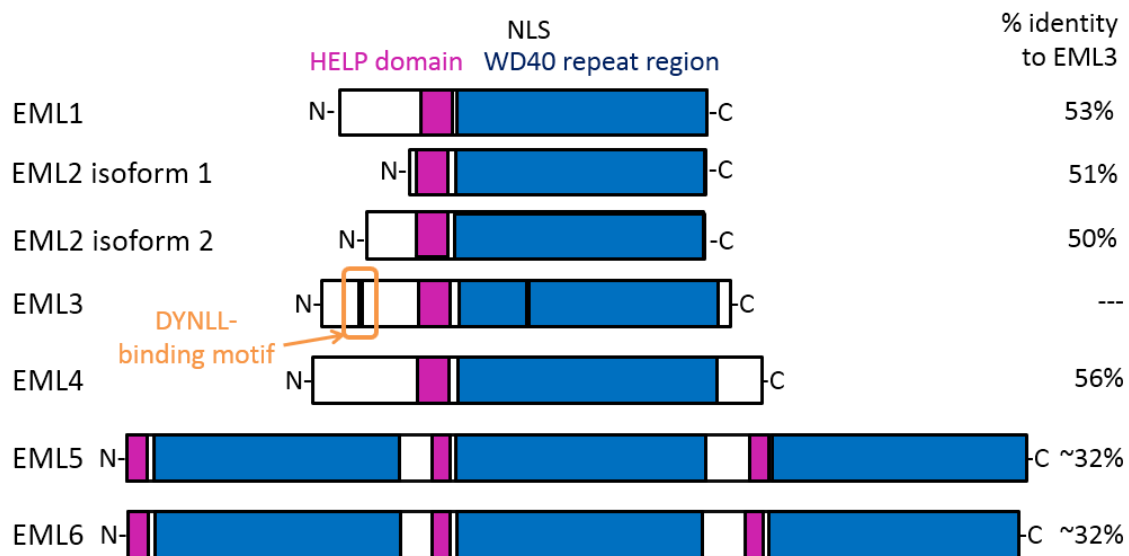 NLS
% identity
to EML3
HELP domain WD40 repeat region
EML1 N- -C 53%
EML2 isoform 1 N- -C 51%
EML2 isoform 2 N- -C 50%
EML3 N- -C ---
DYNLL-
binding motif
EML4 N- -C 56%
EML5 N- -C ~32%
EML6 N- -C ~32%